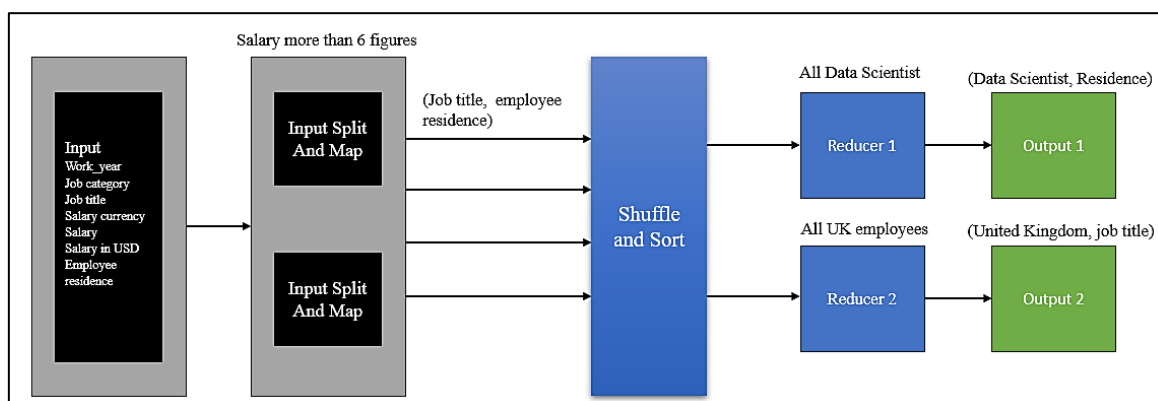 Salary more than 6 figures
Input
Work_year
Job category
Job title
Salary currency
Salary
Salary in USD
Employee
residence
Input Split
And Map
Input Split
And Map
(Job title, employee
residence)
Shuffle
and Sort
All Data Scientist
Reducer 1
(Data Scientist, Residence)
Output 1
All UK employees
Reducer 2
(United Kingdom, job title)
Output 2